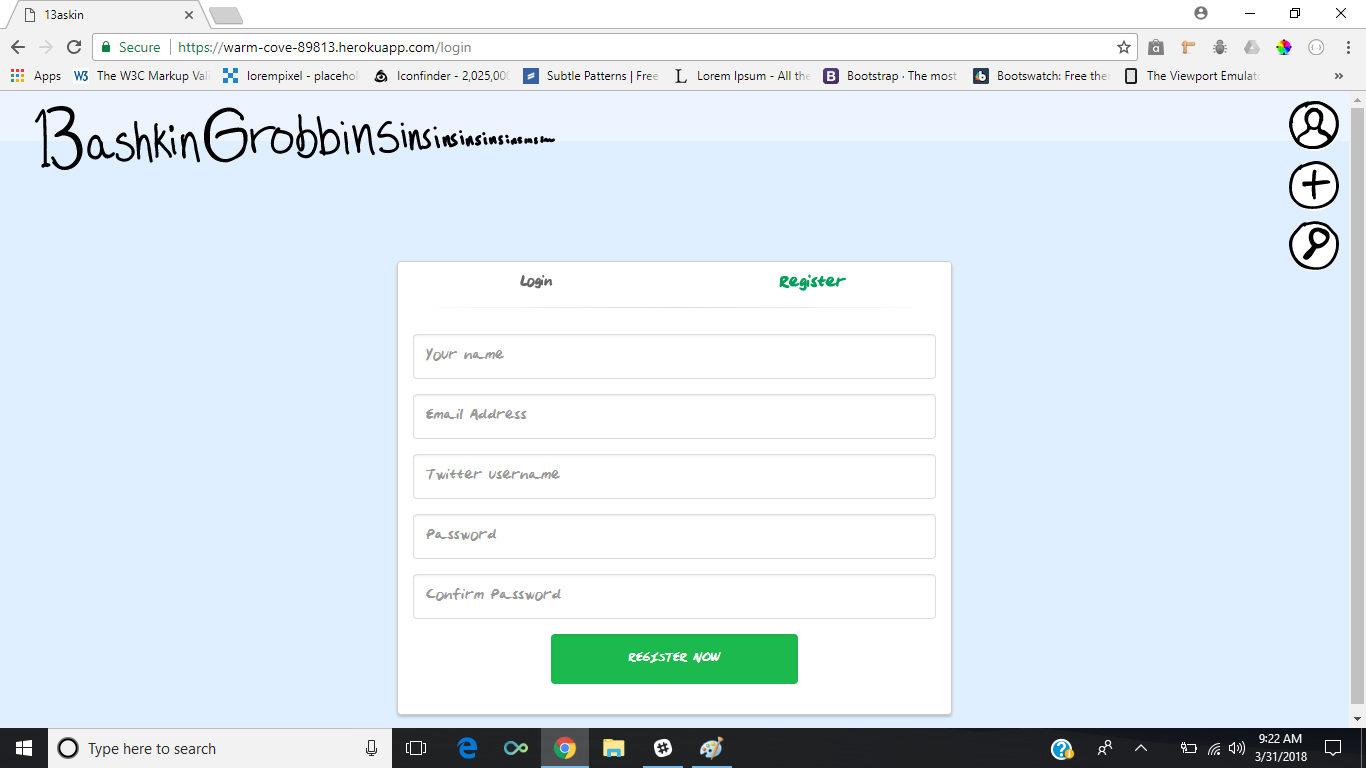 13askin
Secure
https://warm-cove-89813.herokuapp.com/login
Apps
The W3C Markup Val
lorempixel - placehol
Iconfinder - 2,025,000
Subtle Patterns | Free
Lorem Ipsum - All the
Bootstrap · The most
Bootswatch: Free the
The Viewport Emulat
»
13ashkinGrobbinsinsinsinsinsins
Login
Register
Your name
Email Address
Twitter username
Password
Confirm Password
REGISTER NOW
Type here to search
9:22 AM
3/31/2018